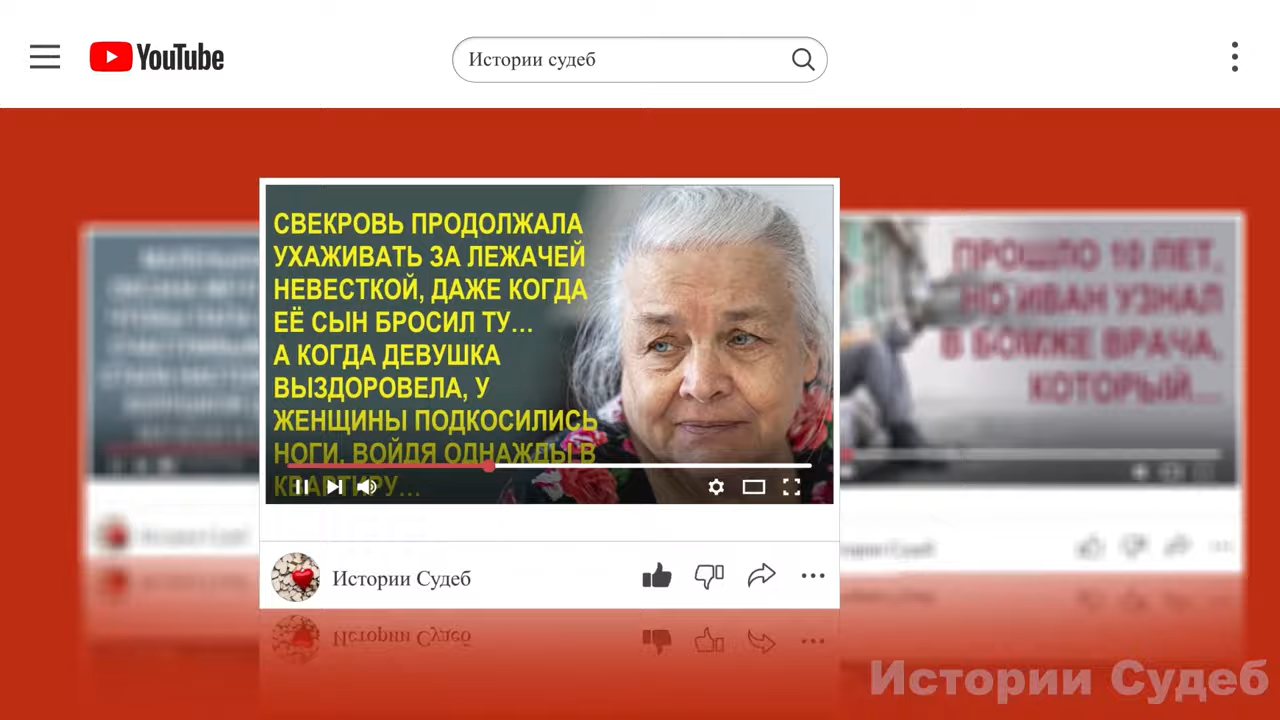 YouTube
Истории судеб
СВЕКРОВЬ ПРОДОЛЖАЛА
УХАЖИВАТЬ ЗА ЛЕЖАЧЕЙ
НЕВЕСТКОЙ, ДАЖЕ КОГДА
ЕЁ СЫН БРОСИЛ ТУ...
А КОГДА ДЕВУШКА
ВЫЗДОРОВЕЛА, У
ЖЕНЩИНЫ ПОДКОСИЛИСЬ
НОГИ, ВОЙДЯ ОДНАЖДЫ В
КВАРТИРУ...
ПРОШЛО 10 ЛЕТ,
НО ИВАН УЗНАЛ
В БОМЖЕ ВРАЧА,
КОТОРЫЙ...
Истории Судеб
Истории Судеб